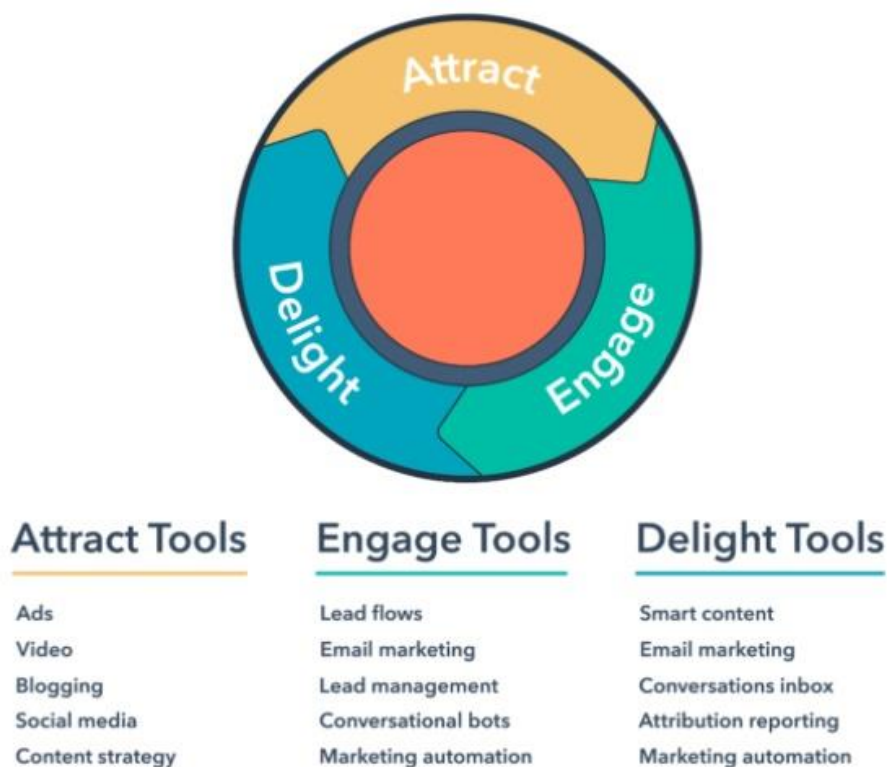 Attract
Engage
Delight
Attract Tools
Ads
Video
Blogging
Social media
Content strategy
Engage Tools
Lead flows
Email marketing
Lead management
Conversational bots
Marketing automation
Delight Tools
Smart content
Email marketing
Conversations inbox
Attribution reporting
Marketing automation